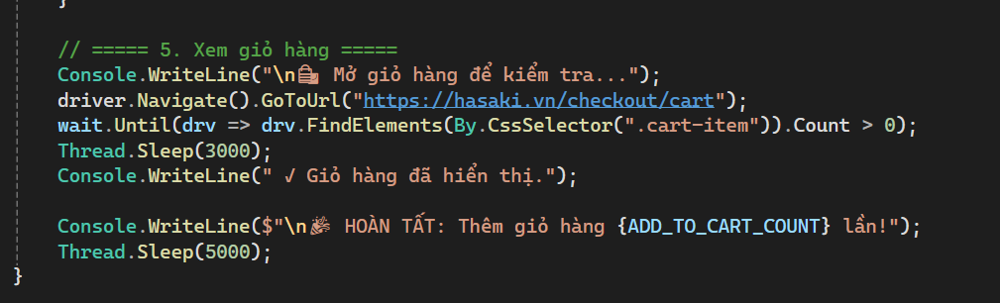 }
// ===== 5. Xem giỏ hàng =====
Console.WriteLine("\n🛍 Mở giỏ hàng để kiểm tra...");
driver.Navigate().GoToUrl("https://hasaki.vn/checkout/cart");
wait.Until(drv => drv.FindElements(By.CssSelector(".cart-item")).Count > 0);
Thread.Sleep(3000);
Console.WriteLine(" ✓ Giỏ hàng đã hiển thị.");
Console.WriteLine($"\n🎉 HOÀN TẤT: Thêm giỏ hàng {ADD_TO_CART_COUNT} lần!");
Thread.Sleep(5000);
}